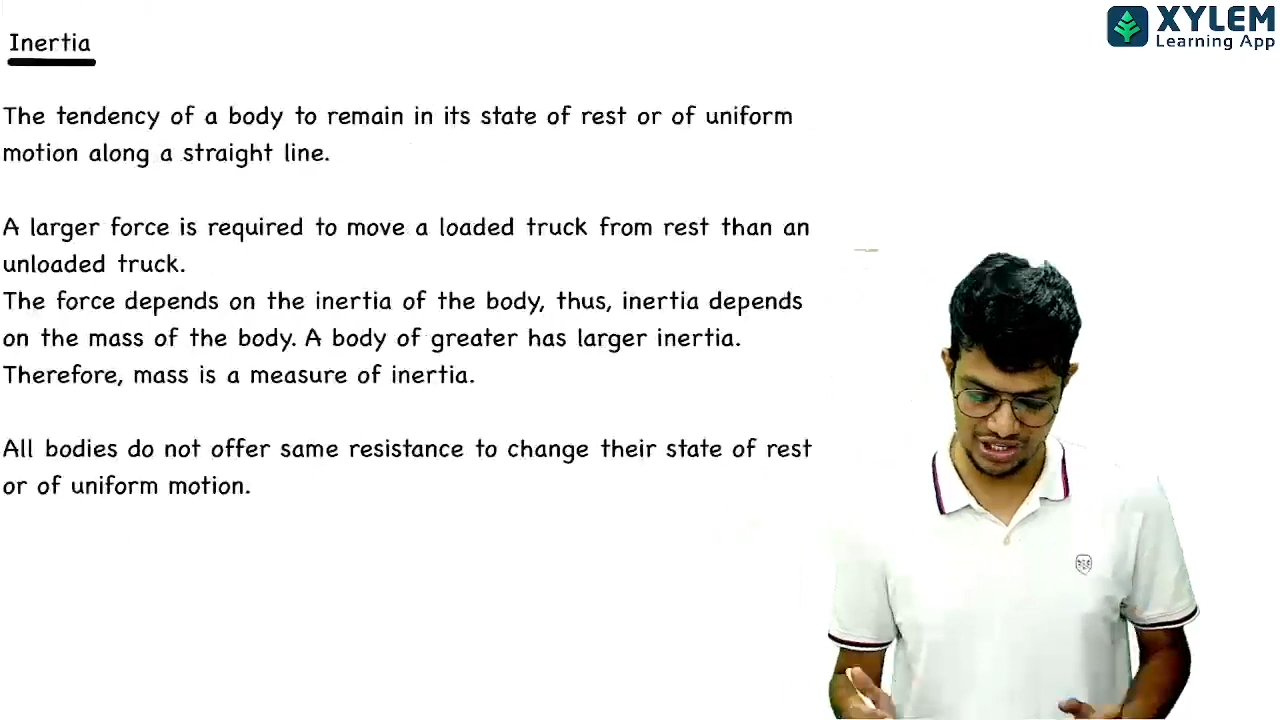 Inertia
XYLEM
Learning App
The tendency of a body to remain in its state of rest or of uniform
motion along a straight line.
A larger force is required to move a loaded truck from rest than an
unloaded truck.
The force depends on the inertia of the body, thus, inertia depends
on the mass of the body. A body of greater has larger inertia.
Therefore, mass is a measure of inertia.
All bodies do not offer same resistance to change their state of rest
or of uniform motion.